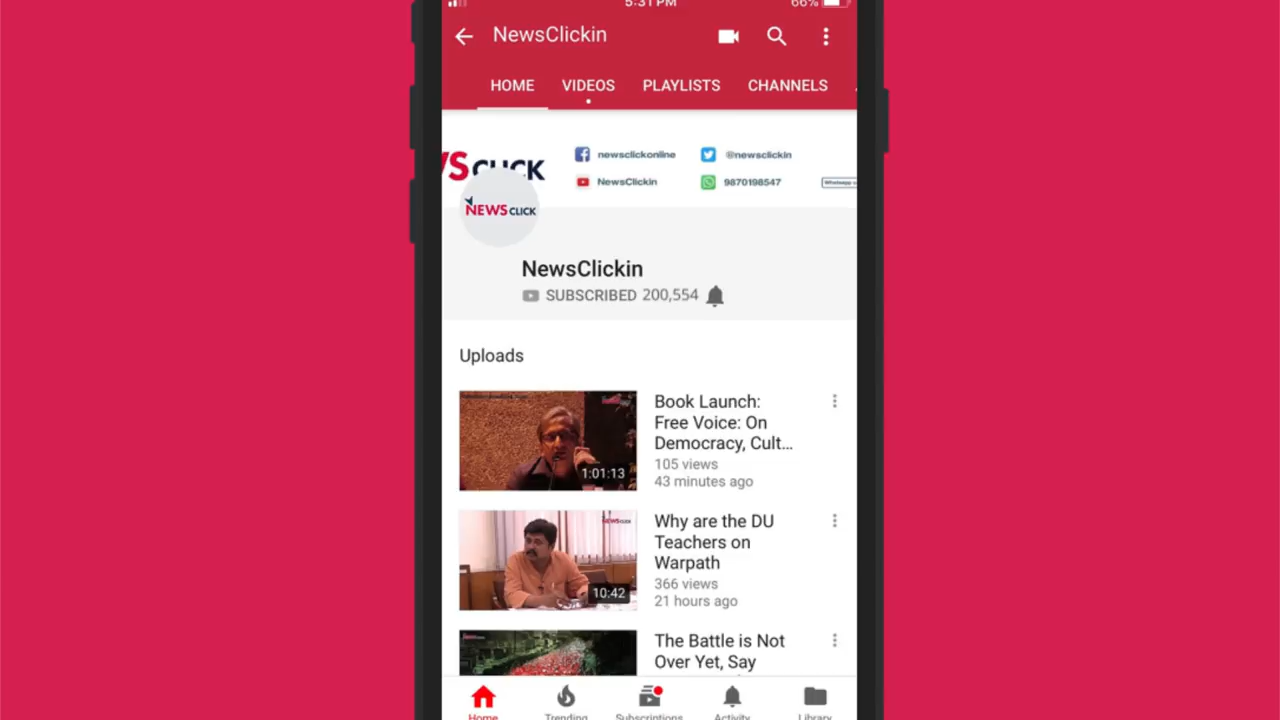 5:31 PM 66%
NewsClickin
HOME VIDEOS PLAYLISTS CHANNELS
WS CLICK
newsclickonline @newsclickin
NewsClickin 9870198547
NEWSCLICK
NewsClickin
SUBSCRIBED 200,554
Uploads
Book Launch:
Free Voice: On
Democracy, Cult...
105 views
43 minutes ago
1:01:13
Why are the DU
Teachers on
Warpath
366 views
21 hours ago
NEWSCLICK
10:42
The Battle is Not
Over Yet, Say
Home Trending Subscriptions Activity Library